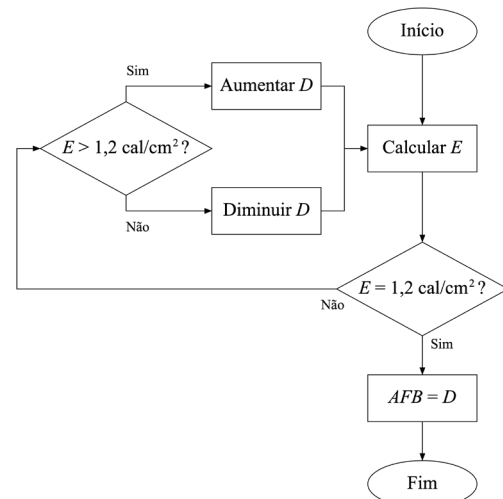 Início
Calcular E
E = 1,2 cal/cm² ?
Não
Sim
E > 1,2 cal/cm² ?
Sim
Aumentar D
Não
Diminuir D
AFB = D
Fim